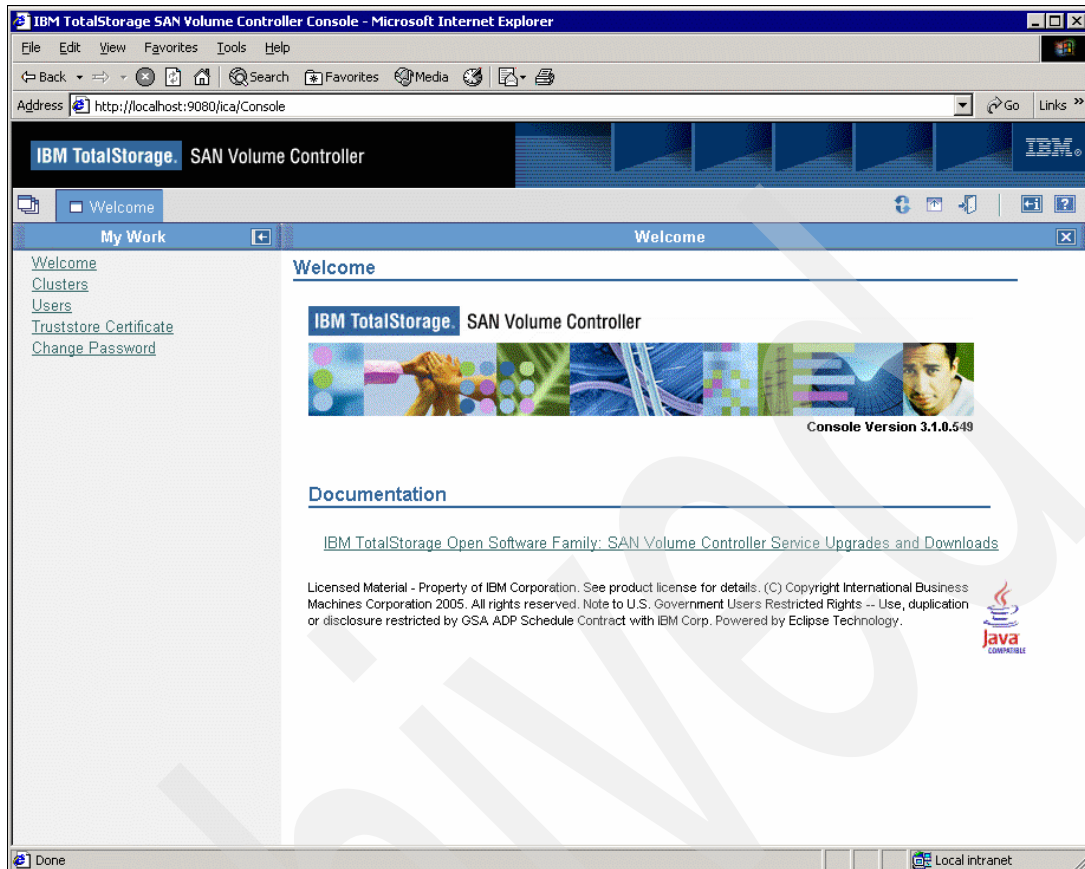 IBM TotalStorage SAN Volume Controller Console - Microsoft Internet Explorer
File Edit View Favorites Tools Help
Back Search Favorites Media
Address http://localhost:9080/ica/Console Go Links »
IBM TotalStorage. SAN Volume Controller IBM®
Welcome
My Work Welcome
Welcome
Clusters
Users
Truststore Certificate
Change Password
Welcome
IBM TotalStorage. SAN Volume Controller
Console Version 3.1.0.549
Documentation
IBM TotalStorage Open Software Family: SAN Volume Controller Service Upgrades and Downloads
Licensed Material - Property of IBM Corporation. See product license for details. (C) Copyright International Business
Machines Corporation 2005. All rights reserved. Note to U.S. Government Users Restricted Rights -- Use, duplication
or disclosure restricted by GSA ADP Schedule Contract with IBM Corp. Powered by Eclipse Technology.
Java
COMPATIBLE
Done Local intranet